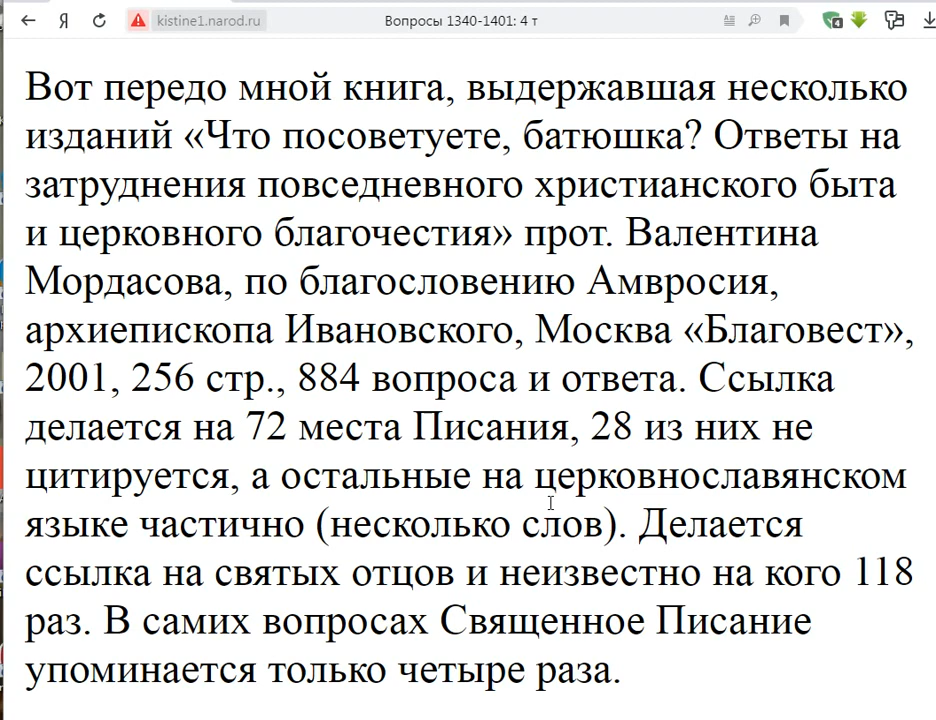 Я kistine1.narod.ru Вопросы 1340-1401: 4 т 4
Вот передо мной книга, выдержавшая несколько
изданий «Что посоветуете, батюшка? Ответы на
затруднения повседневного христианского быта
и церковного благочестия» прот. Валентина
Мордасова, по благословению Амвросия,
архиепископа Ивановского, Москва «Благовест»,
2001, 256 стр., 884 вопроса и ответа. Ссылка
делается на 72 места Писания, 28 из них не
цитируется, а остальные на церковнославянском
языке частично (несколько слов). Делается
ссылка на святых отцов и неизвестно на кого 118
раз. В самих вопросах Священное Писание
упоминается только четыре раза.